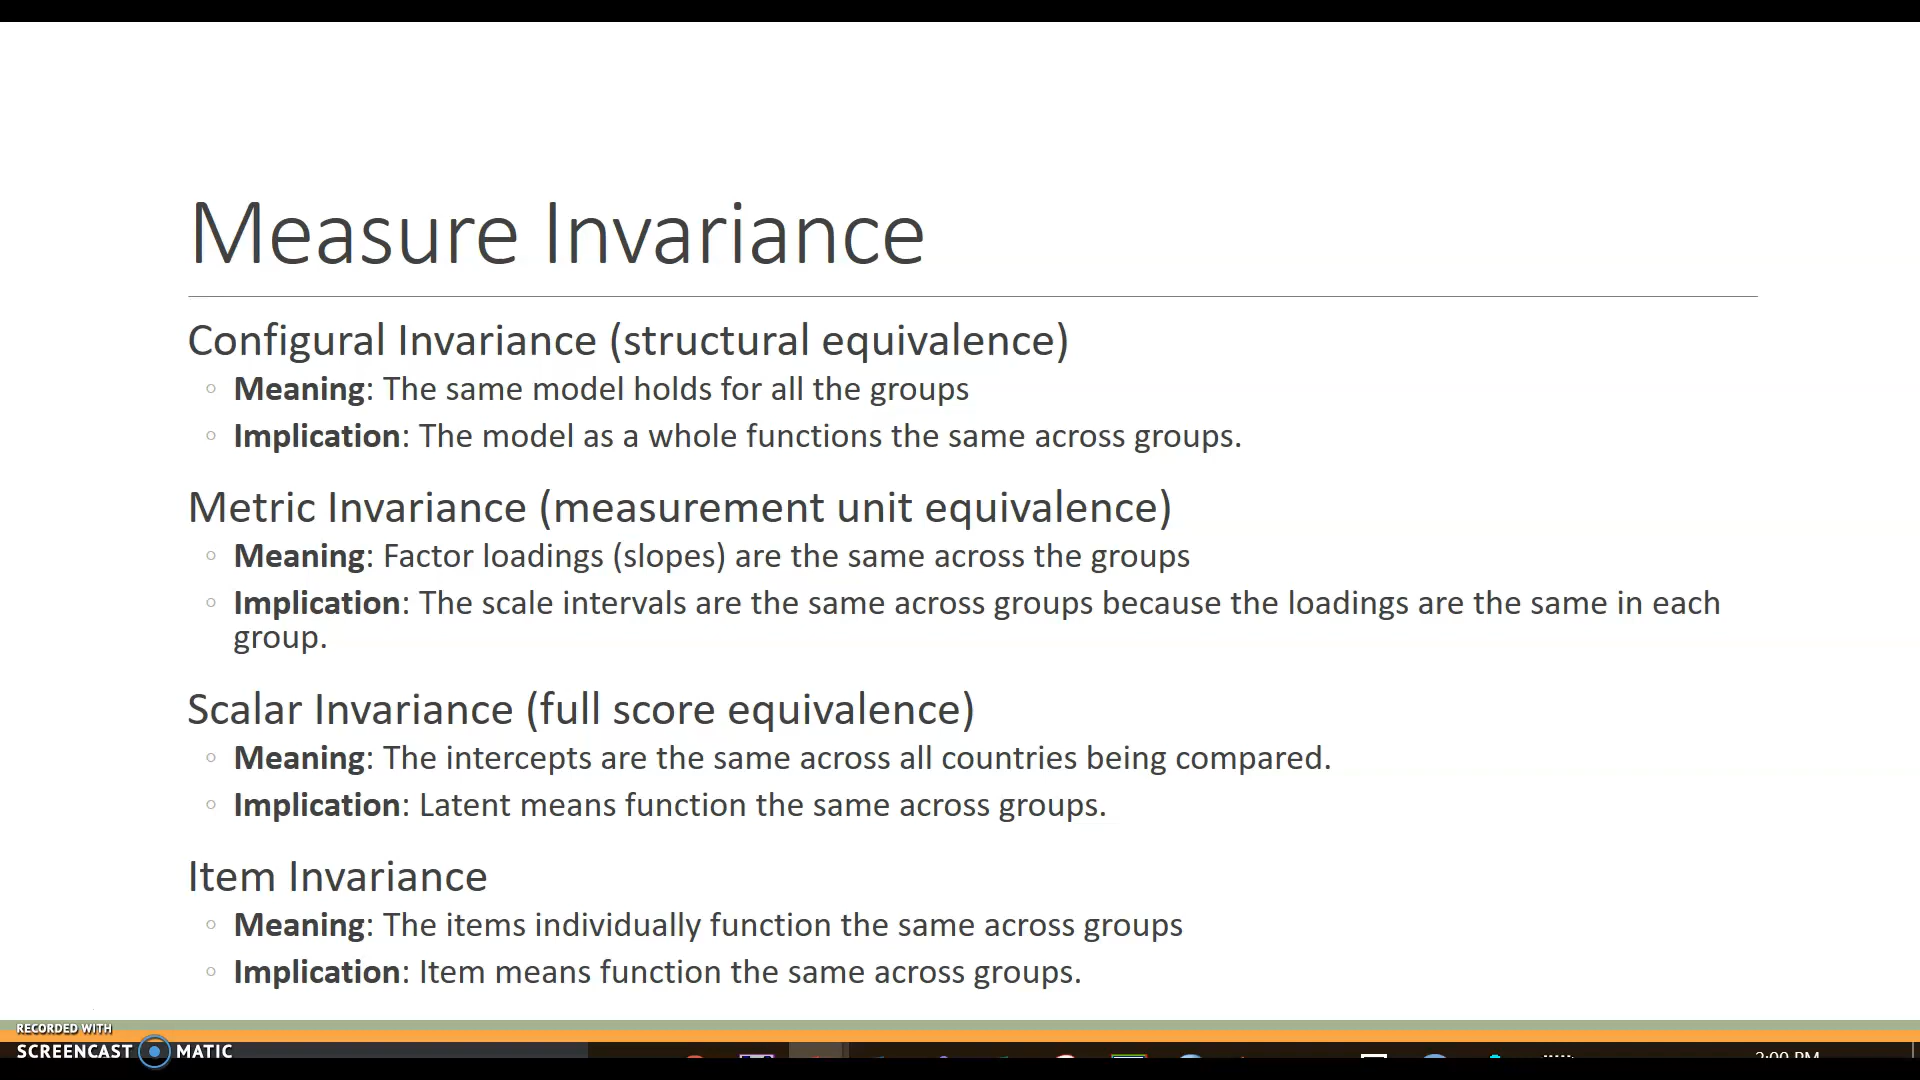 Measure Invariance
Configural Invariance (structural equivalence)
◦ Meaning: The same model holds for all the groups
◦ Implication: The model as a whole functions the same across groups.
Metric Invariance (measurement unit equivalence)
◦ Meaning: Factor loadings (slopes) are the same across the groups
◦ Implication: The scale intervals are the same across groups because the loadings are the same in each
group.
Scalar Invariance (full score equivalence)
◦ Meaning: The intercepts are the same across all countries being compared.
◦ Implication: Latent means function the same across groups.
Item Invariance
◦ Meaning: The items individually function the same across groups
◦ Implication: Item means function the same across groups.
RECORDED WITH
SCREENCAST MATIC
2:00 PM